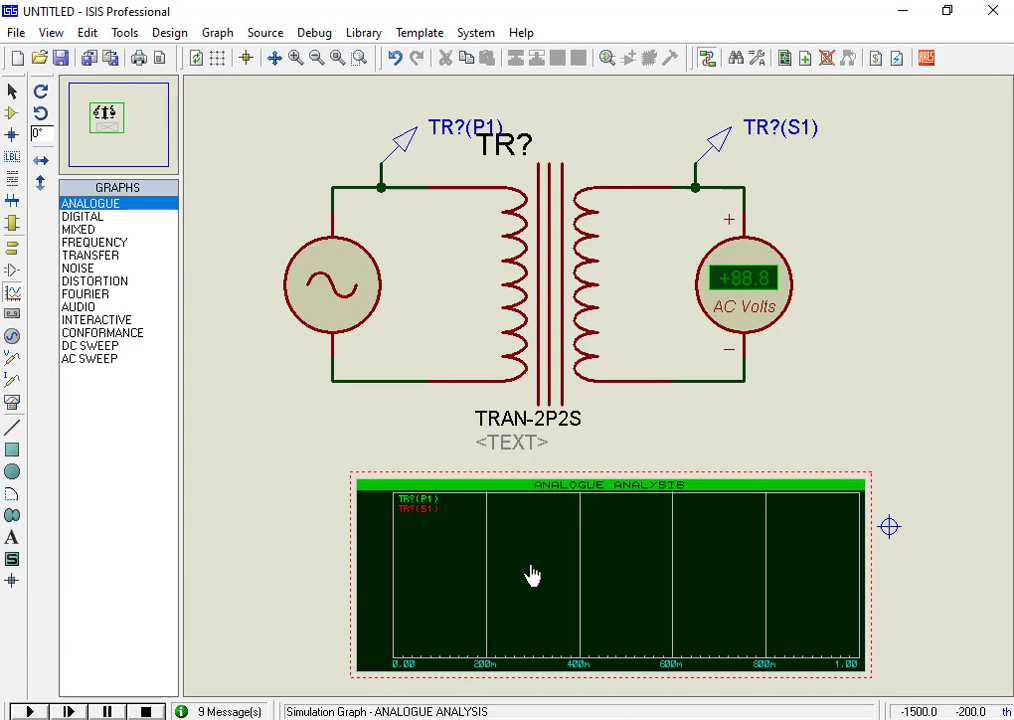 UNTITLED - ISIS Professional
File View Edit Tools Design Graph Source Debug Library Template System Help
LBL
0°
GRAPHS
ANALOGUE
DIGITAL
MIXED
FREQUENCY
TRANSFER
NOISE
DISTORTION
FOURIER
AUDIO
INTERACTIVE
CONFORMANCE
DC SWEEP
AC SWEEP
A
S
TR?(P1)
TR?
TR?(S1)
+
+88.8
AC Volts
–
TRAN-2P2S
<TEXT>
ANALOGUE ANALYSIS
TR?(P1)
TR?(S1)
0.00 200m 400m 600m 800m 1.00
9 Message(s) Simulation Graph - ANALOGUE ANALYSIS -1500.0 -200.0 th